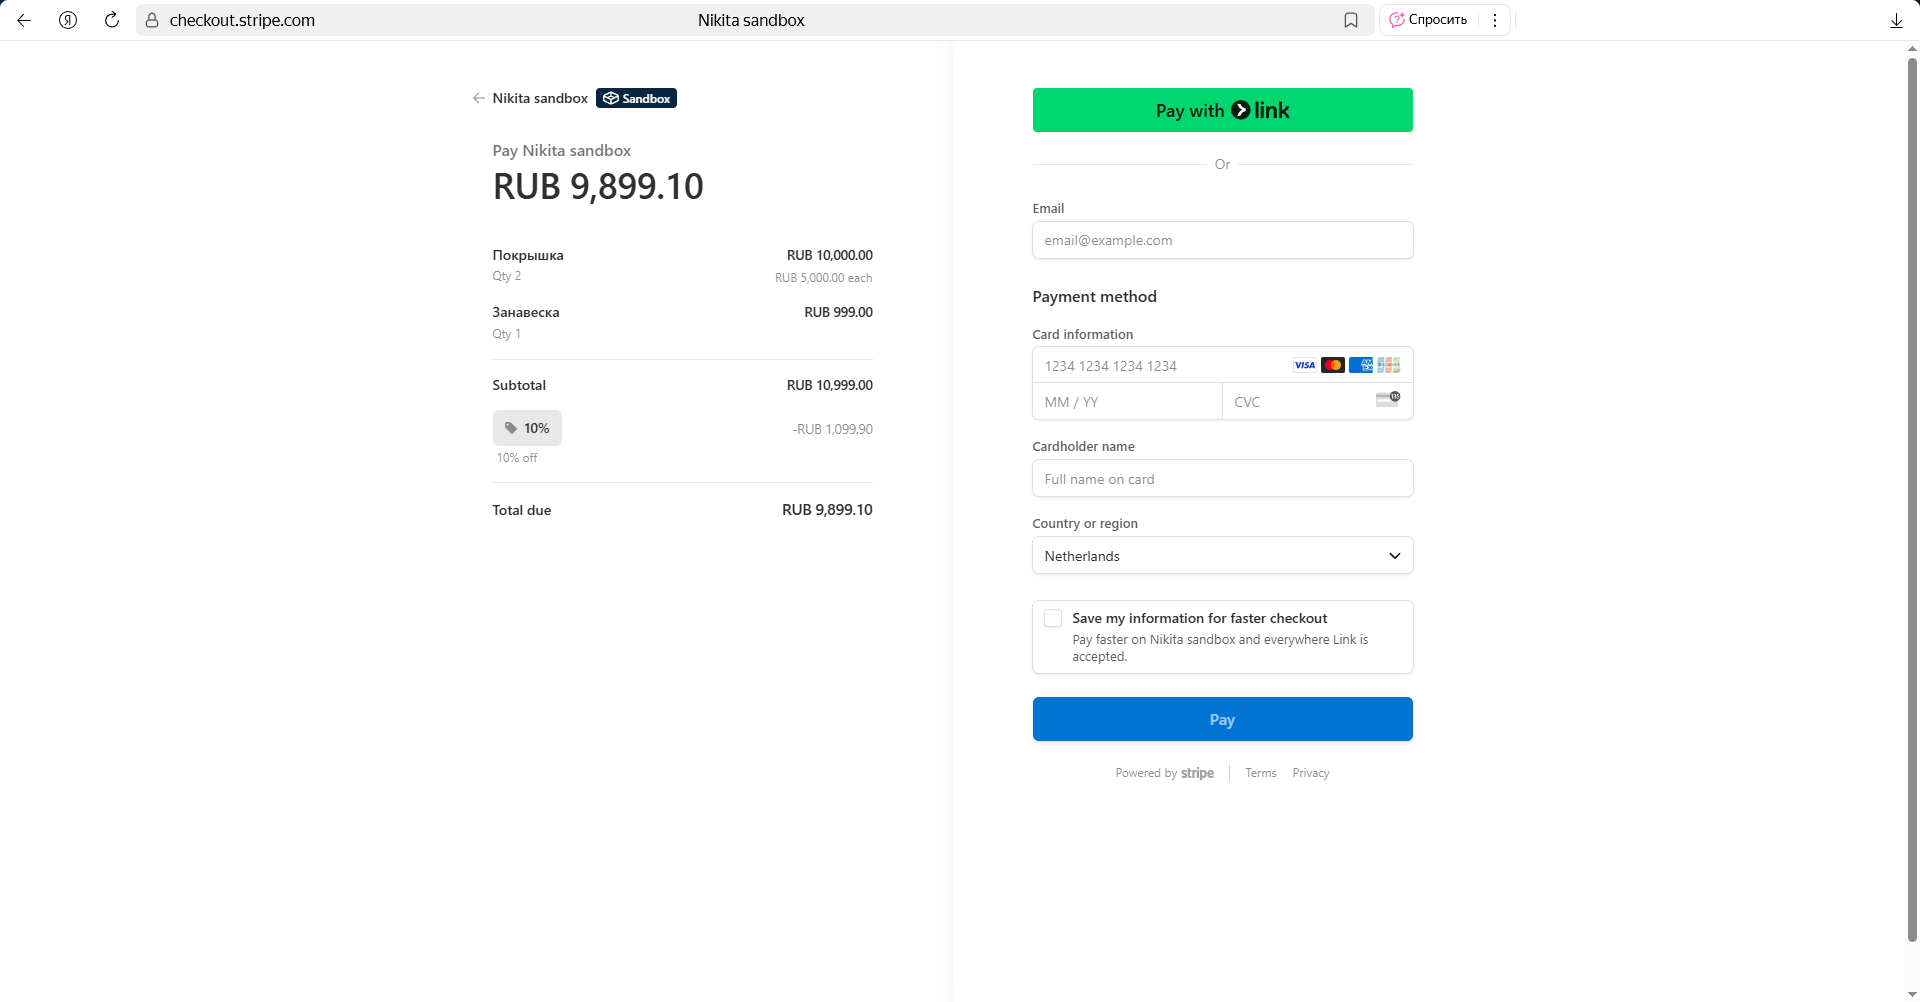 checkout.stripe.com
Nikita sandbox
Спросить
Nikita sandbox Sandbox
Pay Nikita sandbox
RUB 9,899.10
Покрышка RUB 10,000.00
Qty 2 RUB 5,000.00 each
Занавеска RUB 999.00
Qty 1
Subtotal RUB 10,999.00
10% -RUB 1,099.90
10% off
Total due RUB 9,899.10
Pay with link
Or
Email
email@example.com
Payment method
Card information
1234 1234 1234 1234 VISA
MM / YY CVC 135
Cardholder name
Full name on card
Country or region
Netherlands
Save my information for faster checkout
Pay faster on Nikita sandbox and everywhere Link is
accepted.
Pay
Powered by stripe Terms Privacy